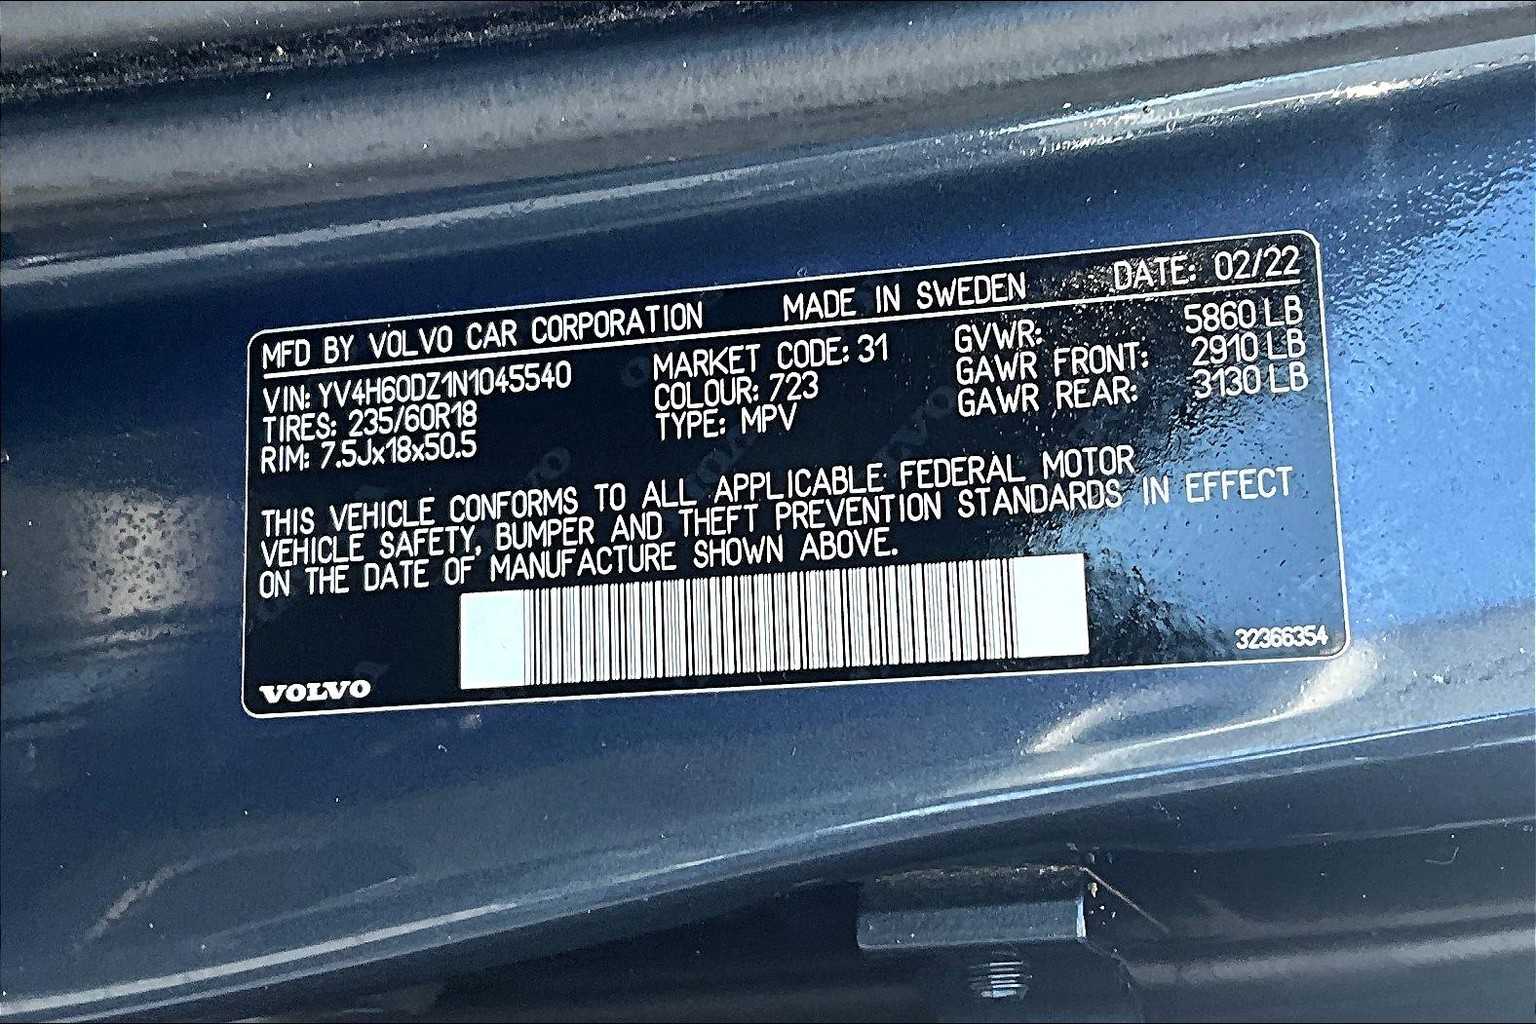 MFD BY VOLVO CAR CORPORATION MADE IN SWEDEN DATE: 02/22
VIN: YV4H60DZ1N1045540 MARKET CODE: 31 GVWR: 5860 LB
TIRES: 235/60R18 COLOUR: 723 GAWR FRONT: 2910 LB
RIM: 7.5Jx18x50.5 TYPE: MPV GAWR REAR: 3130 LB
THIS VEHICLE CONFORMS TO ALL APPLICABLE FEDERAL MOTOR
VEHICLE SAFETY, BUMPER AND THEFT PREVENTION STANDARDS IN EFFECT
ON THE DATE OF MANUFACTURE SHOWN ABOVE.
32366354
VOLVO